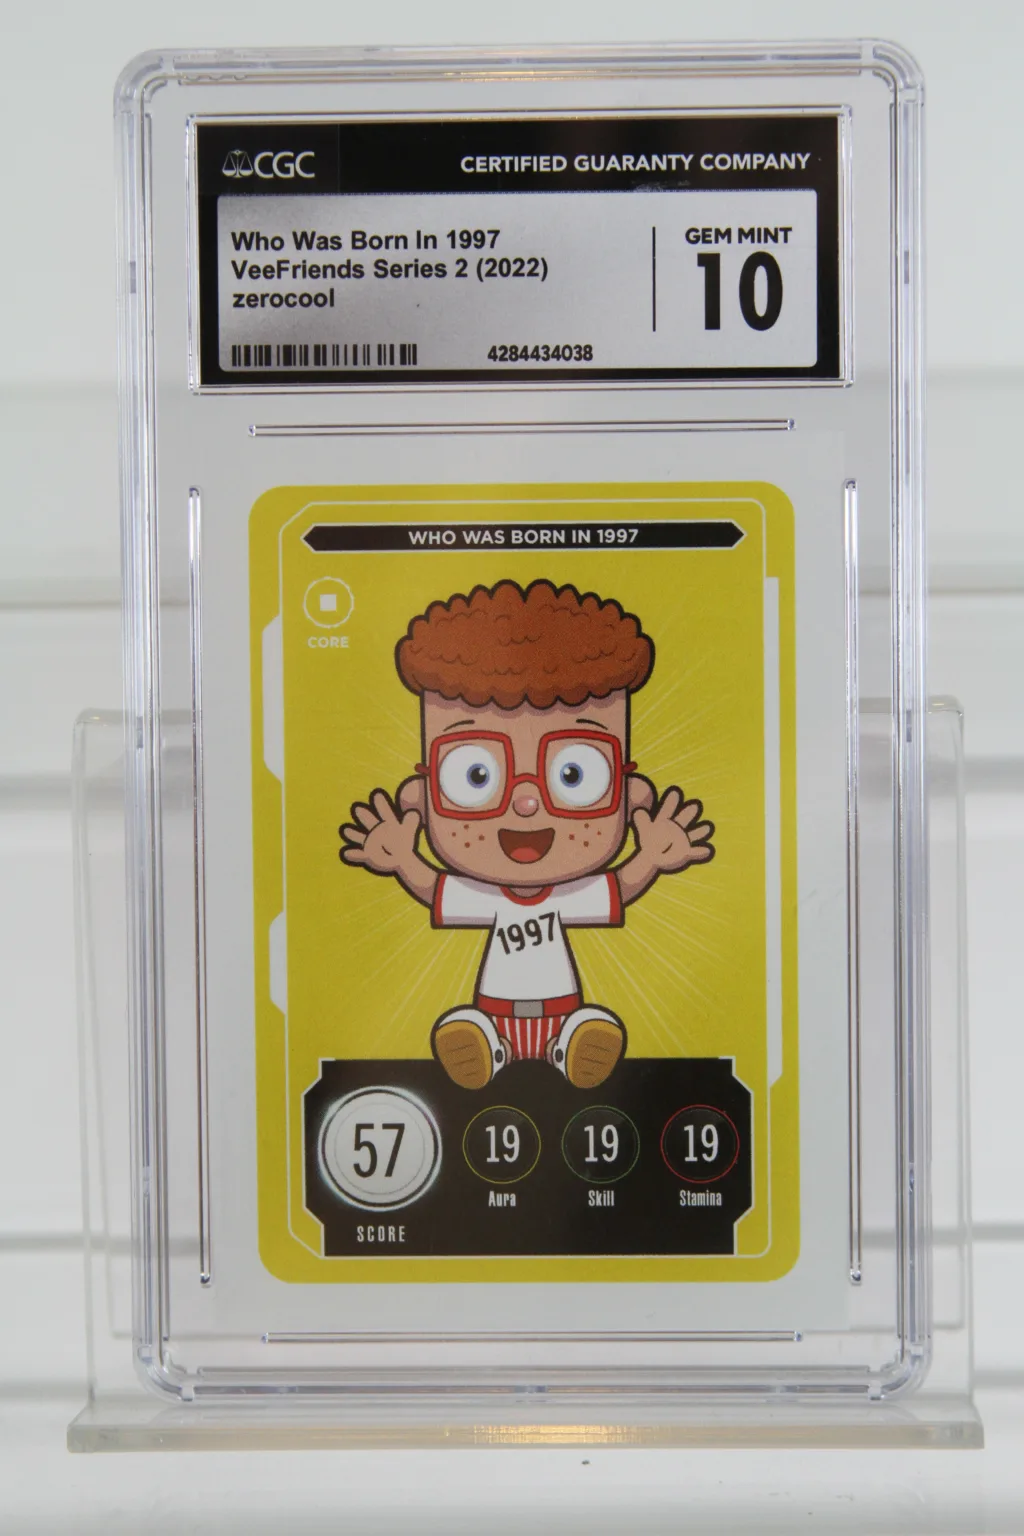 CGC
CERTIFIED GUARANTY COMPANY
Who Was Born In 1997
VeeFriends Series 2 (2022)
zerocool
4284434038
GEM MINT
10
WHO WAS BORN IN 1997
CORE
1997
57
SCORE
19
Aura
19
Skill
19
Stamina